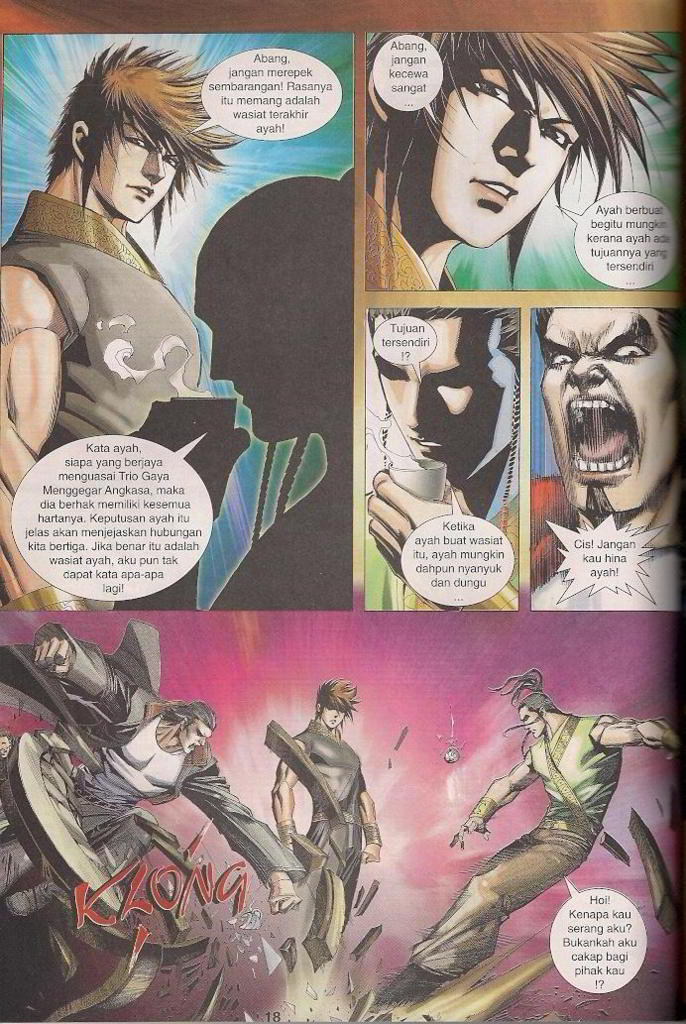 Abang,
jangan merepek
sembarangan! Rasanya
itu memang adalah
wasiat terakhir
ayah!
Kata ayah,
siapa yang berjaya
menguasai Trio Gaya
Menggegar Angkasa, maka
dia berhak memiliki kesemua
hartanya. Keputusan ayah itu
jelas akan menjejaskan hubungan
kita bertiga. Jika benar itu adalah
wasiat ayah, aku pun tak
dapat kata apa-apa
lagi!
Abang,
jangan
kecewa
sangat
...
Ayah berbuat
begitu mungkin
kerana ayah ada
tujuannya yang
tersendiri
...
Tujuan
tersendiri
!?
Ketika
ayah buat wasiat
itu, ayah mungkin
dahpun nyanyuk
dan dungu
...
Cis! Jangan
kau hina
ayah!
KLONG
Hoi!
Kenapa kau
serang aku?
Bukankah aku
cakap bagi
pihak kau
!?
18